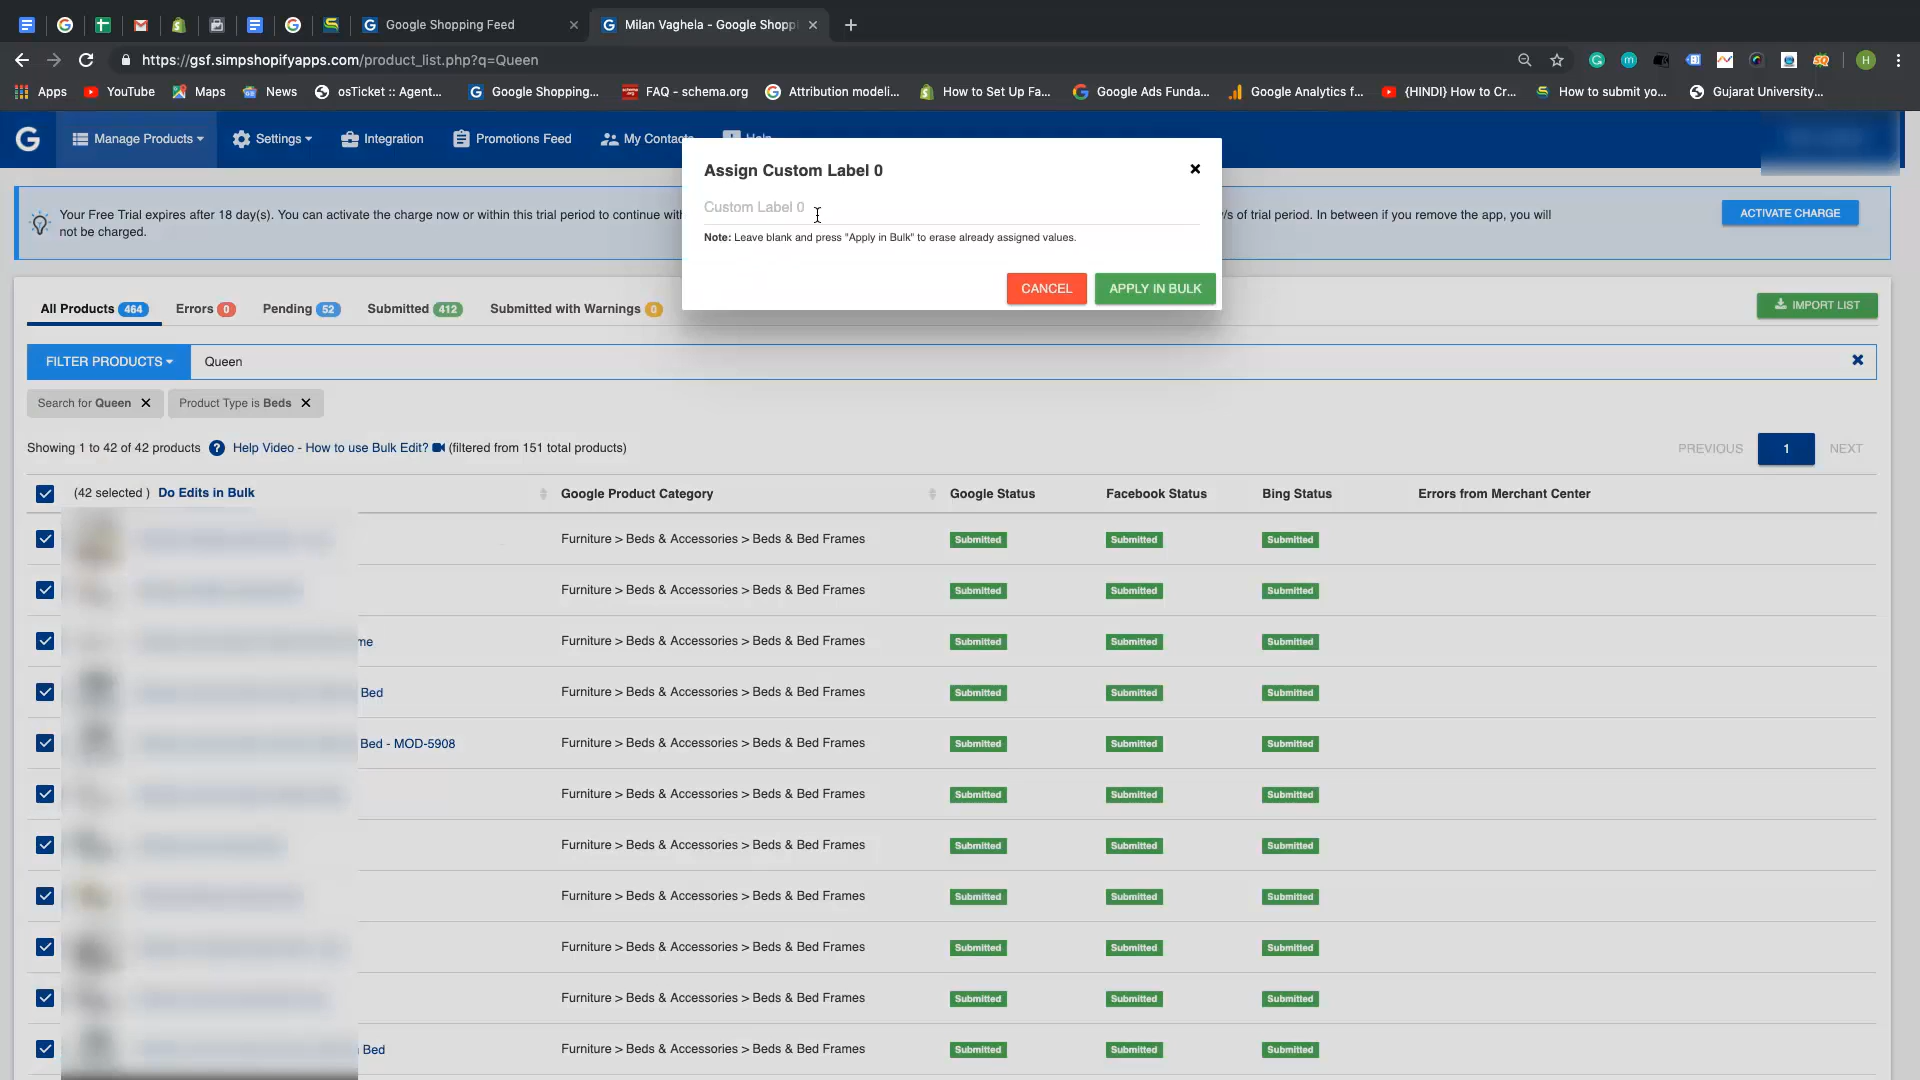 Google Shopping Feed
Milan Vaghela - Google Shopp
https://gsf.simpshopifyapps.com/product_list.php?q=Queen
H
Apps
YouTube
Maps
News
osTicket :: Agent...
Google Shopping...
FAQ - schema.org
Attribution modeli...
How to Set Up Fa...
Google Ads Funda...
Google Analytics f...
{HINDI} How to Cr...
How to submit yo...
Gujarat University...
G
Manage Products
Settings
Integration
Promotions Feed
My Contacts
Help
Assign Custom Label 0
Custom Label 0
Note: Leave blank and press "Apply in Bulk" to erase already assigned values.
CANCEL
APPLY IN BULK
Your Free Trial expires after 18 day(s). You can activate the charge now or within this trial period to continue wit
/s of trial period. In between if you remove the app, you will
not be charged.
ACTIVATE CHARGE
All Products 464
Errors 0
Pending 52
Submitted 412
Submitted with Warnings 0
IMPORT LIST
FILTER PRODUCTS
Queen
Search for Queen
Product Type is Beds
Showing 1 to 42 of 42 products
Help Video - How to use Bulk Edit?
(filtered from 151 total products)
PREVIOUS
1
NEXT
(42 selected ) Do Edits in Bulk
Google Product Category
Google Status
Facebook Status
Bing Status
Errors from Merchant Center
Furniture > Beds & Accessories > Beds & Bed Frames
Submitted
Submitted
Submitted
Furniture > Beds & Accessories > Beds & Bed Frames
Submitted
Submitted
Submitted
me
Furniture > Beds & Accessories > Beds & Bed Frames
Submitted
Submitted
Submitted
Bed
Furniture > Beds & Accessories > Beds & Bed Frames
Submitted
Submitted
Submitted
Bed - MOD-5908
Furniture > Beds & Accessories > Beds & Bed Frames
Submitted
Submitted
Submitted
Furniture > Beds & Accessories > Beds & Bed Frames
Submitted
Submitted
Submitted
Furniture > Beds & Accessories > Beds & Bed Frames
Submitted
Submitted
Submitted
Furniture > Beds & Accessories > Beds & Bed Frames
Submitted
Submitted
Submitted
Furniture > Beds & Accessories > Beds & Bed Frames
Submitted
Submitted
Submitted
Furniture > Beds & Accessories > Beds & Bed Frames
Submitted
Submitted
Submitted
Bed
Furniture > Beds & Accessories > Beds & Bed Frames
Submitted
Submitted
Submitted